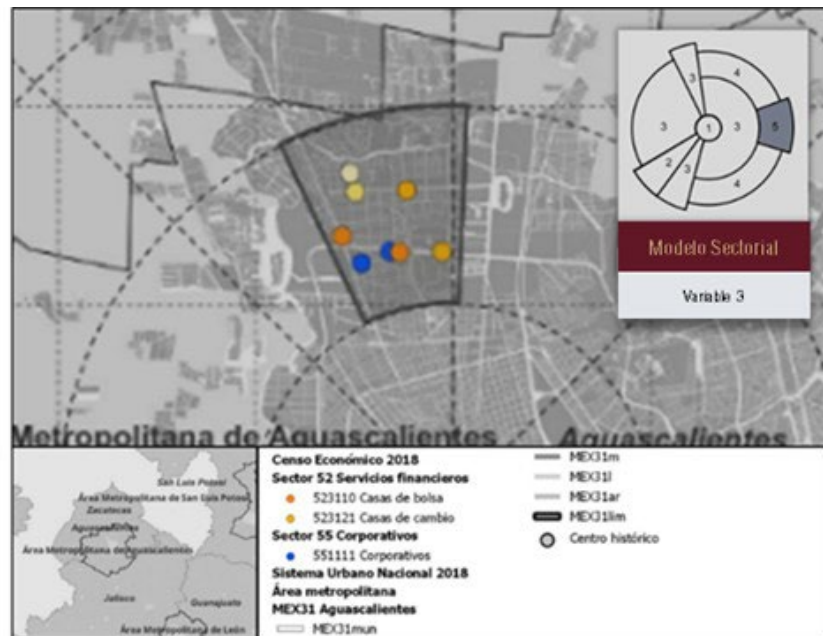 3
4
3
1
3
5
2
3
4
Modelo Sectorial
Variable 3
Metropolitana de Aguascalientes
Aguascalientes
San Luis Potosí
Área Metropolitana de San Luis Potosí
Zacatecas
Aguascalientes
Área Metropolitana de Aguascalientes
Jalisco
Guanajuato
Área Metropolitana de León
Censo Económico 2018
Sector 52 Servicios financieros
523110 Casas de bolsa
523121 Casas de cambio
Sector 55 Corporativos
551111 Corporativos
Sistema Urbano Nacional 2018
Área metropolitana
MEX31 Aguascalientes
MEX31mun
MEX31m
MEX31l
MEX31ar
MEX31lim
Centro histórico